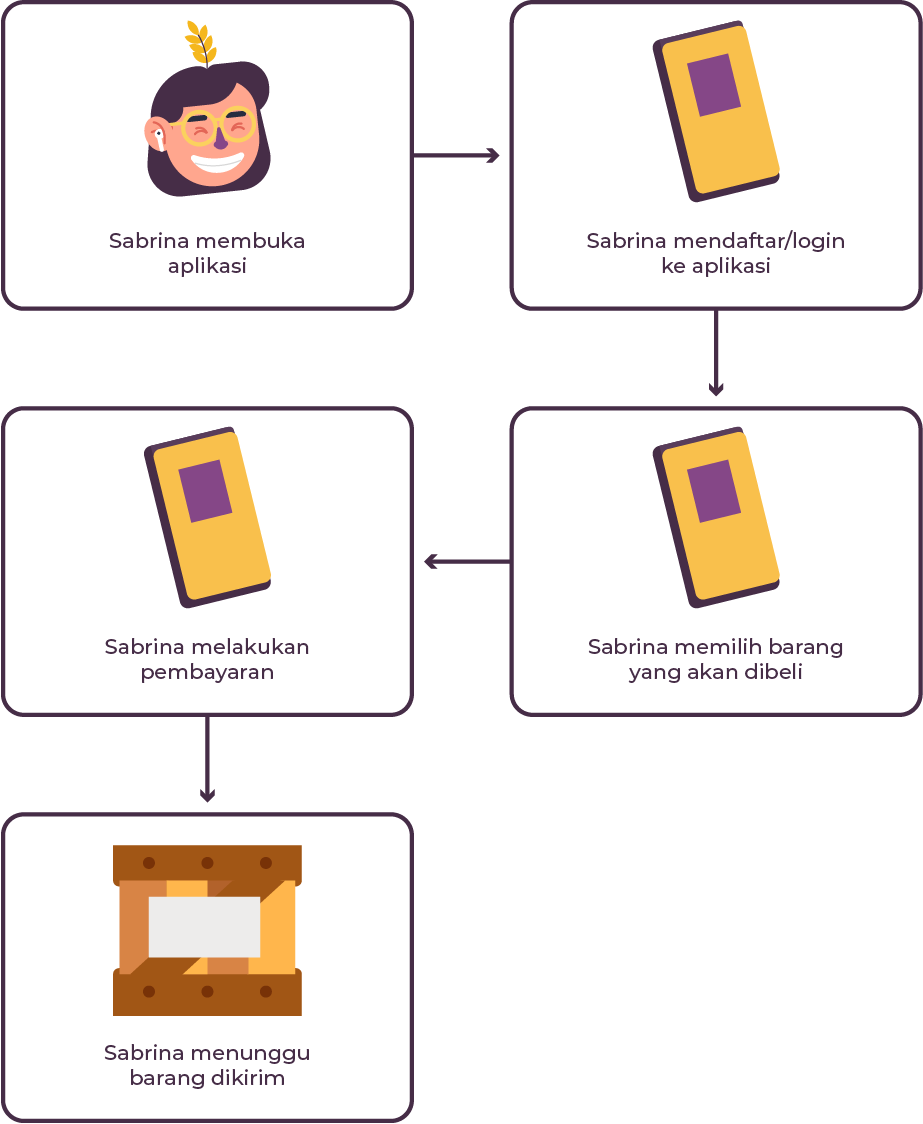 Sabrina membuka
aplikasi
Sabrina mendaftar/login
ke aplikasi
Sabrina memilih barang
yang akan dibeli
Sabrina melakukan
pembayaran
Sabrina menunggu
barang dikirim